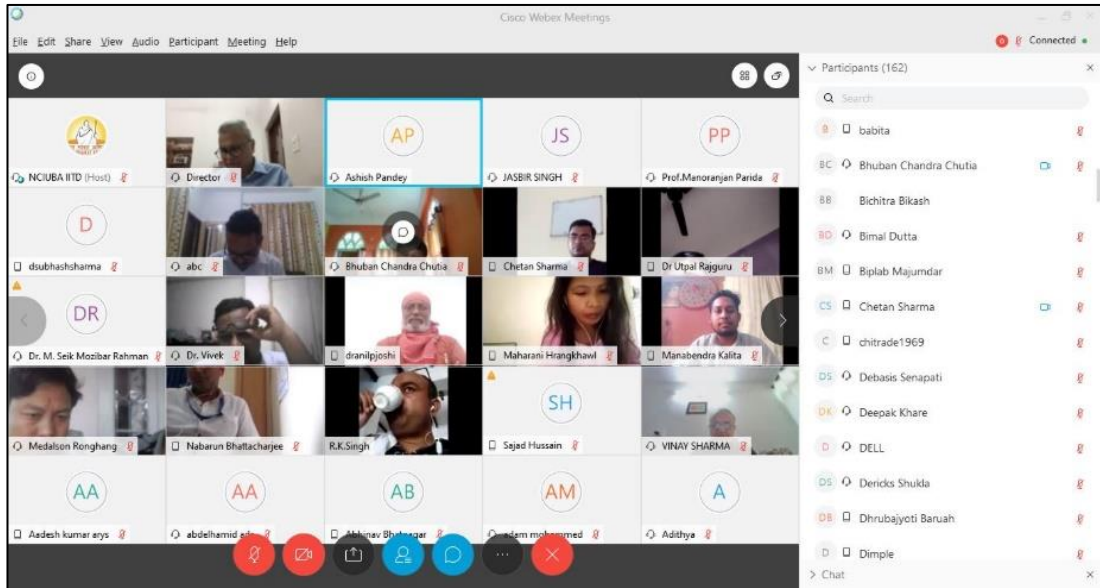 Cisco Webex Meetings
File Edit Share View Audio Participant Meeting Help
Connected
Participants (162)
Search
NCIUBA IITD (Host)
Director
AP
Ashish Pandey
JS
JASBIR SINGH
PP
Prof.Manoranjan Parida
D
dsubhashsharma
abc
Bhuban Chandra Chutia
Chetan Sharma
Dr Utpal Rajguru
DR
Dr. M. Seik Mozibar Rahman
Dr. Vivek
dranilpjoshi
Maharani Hrangkhawl
Manabendra Kalita
Medalson Ronghang
Nabarun Bhattacharjee
R.K.Singh
SH
Sajad Hussain
VINAY SHARMA
AA
Aadesh kumar arys
AA
abdelhamid
AB
Abhinav Bhatnagar
AM
adam mohammed
A
Adithya
babita
BC Bhuban Chandra Chutia
BB Bichitra Bikash
BD Bimal Dutta
BM Biplab Majumdar
CS Chetan Sharma
C chitrade1969
DS Debasis Senapati
DK Deepak Khare
D DELL
DS Dericks Shukla
DB Dhrubajyoti Baruah
D Dimple
Chat